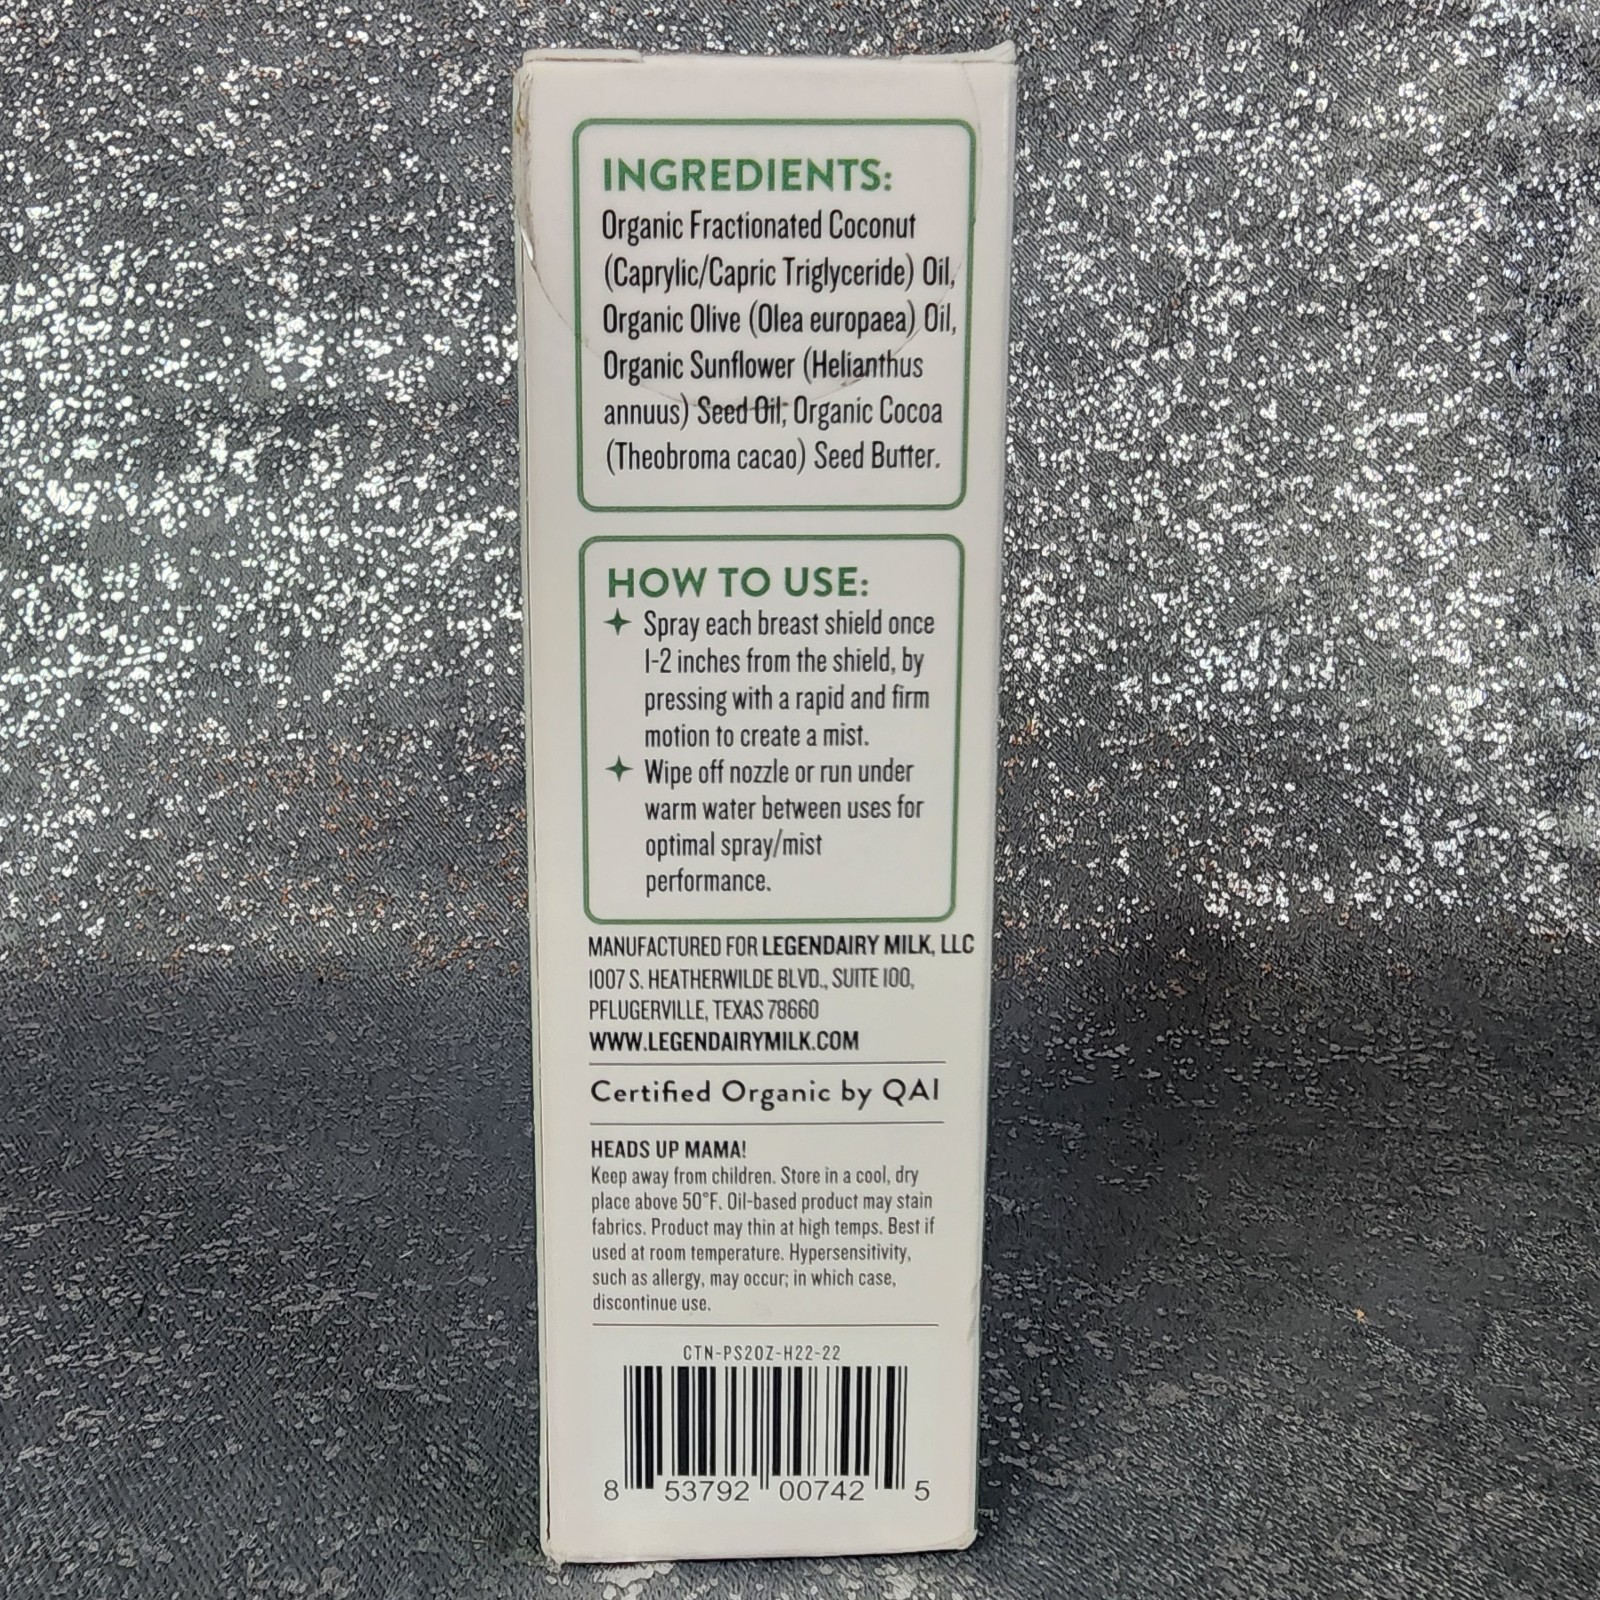 INGREDIENTS:
Organic Fractionated Coconut
(Caprylic/Capric Triglyceride) Oil,
Organic Olive (Olea europaea) Oil,
Organic Sunflower (Helianthus
annuus) Seed Oil, Organic Cocoa
(Theobroma cacao) Seed Butter.
HOW TO USE:
Spray each breast shield once
1-2 inches from the shield, by
pressing with a rapid and firm
motion to create a mist.
Wipe off nozzle or run under
warm water between uses for
optimal spray/mist
performance.
MANUFACTURED FOR LEGENDAIRY MILK, LLC
1007 S. HEATHERWILDE BLVD., SUITE 100,
PFLUGERVILLE, TEXAS 78660
WWW.LEGENDAIRYMILK.COM
Certified Organic by QAI
HEADS UP MAMA!
Keep away from children. Store in a cool, dry
place above 50°F. Oil-based product may stain
fabrics. Product may thin at high temps. Best if
used at room temperature. Hypersensitivity,
such as allergy, may occur; in which case,
discontinue use.
CTN-PS2OZ-H22-22
8 53792 00742 5